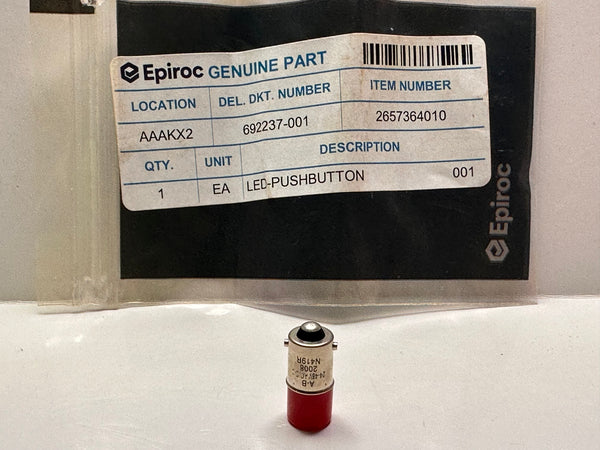 Epiroc GENUINE PART
LOCATION DEL. DKT. NUMBER ITEM NUMBER
AAAKX2 692237-001 2657364010
QTY. UNIT DESCRIPTION
1 EA LED-PUSHBUTTON 001
Epiroc
A-B
2008
N419R